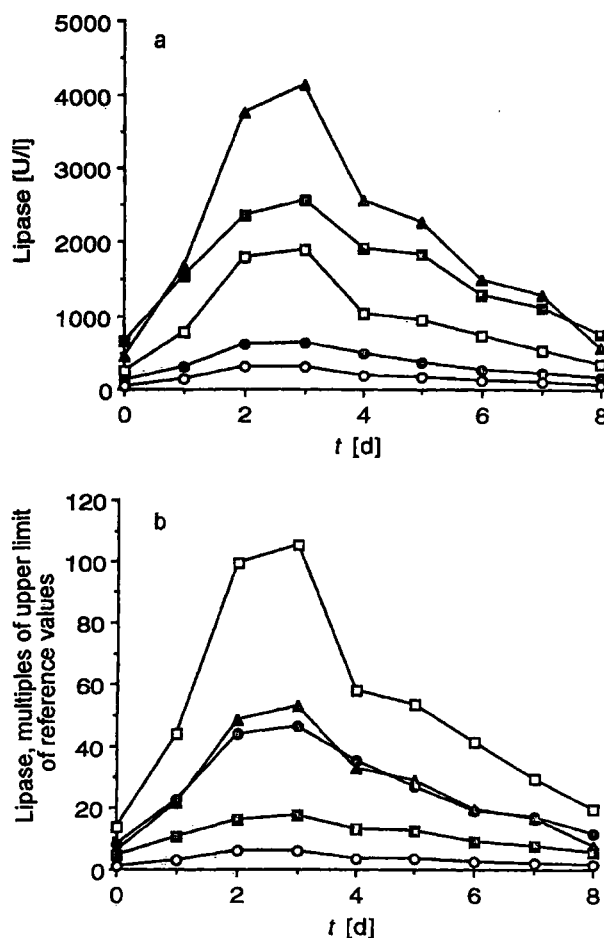 a
5000
4000
3000
2000
1000
0
Lipase [U/l]
0 2 4 6 8
t [d]
b
120
100
80
60
40
20
0
Lipase, multiples of upper limit
of reference values
0 2 4 6 8
t [d]